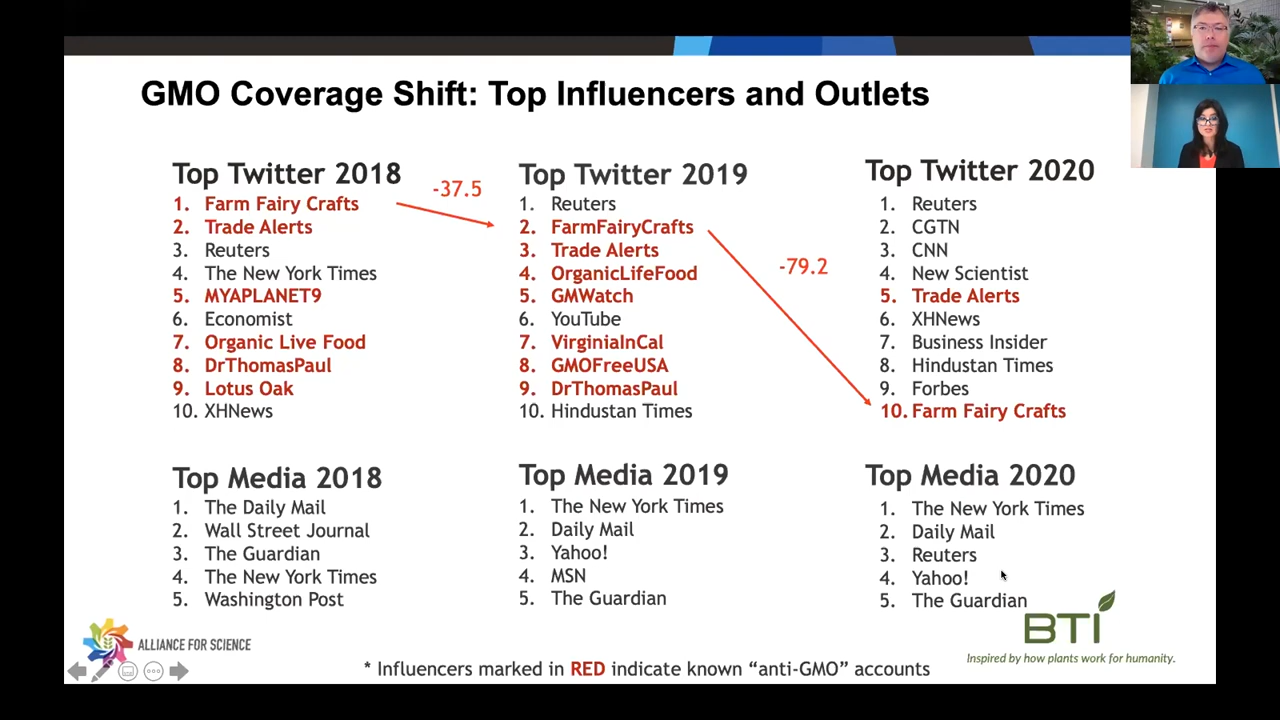 GMO Coverage Shift: Top Influencers and Outlets
Top Twitter 2018
1. Farm Fairy Crafts
2. Trade Alerts
3. Reuters
4. The New York Times
5. MYAPLANET9
6. Economist
7. Organic Live Food
8. DrThomasPaul
9. Lotus Oak
10. XHNews
-37.5
Top Twitter 2019
1. Reuters
2. FarmFairyCrafts
3. Trade Alerts
4. OrganicLifeFood
5. GMWatch
6. YouTube
7. VirginiaInCal
8. GMOFreeUSA
9. DrThomasPaul
10. Hindustan Times
-79.2
Top Twitter 2020
1. Reuters
2. CGTN
3. CNN
4. New Scientist
5. Trade Alerts
6. XHNews
7. Business Insider
8. Hindustan Times
9. Forbes
10. Farm Fairy Crafts
Top Media 2018
1. The Daily Mail
2. Wall Street Journal
3. The Guardian
4. The New York Times
5. Washington Post
Top Media 2019
1. The New York Times
2. Daily Mail
3. Yahoo!
4. MSN
5. The Guardian
Top Media 2020
1. The New York Times
2. Daily Mail
3. Reuters
4. Yahoo!
5. The Guardian
ALLIANCE FOR SCIENCE
BTI
Inspired by how plants work for humanity.
* Influencers marked in RED indicate known “anti-GMO” accounts